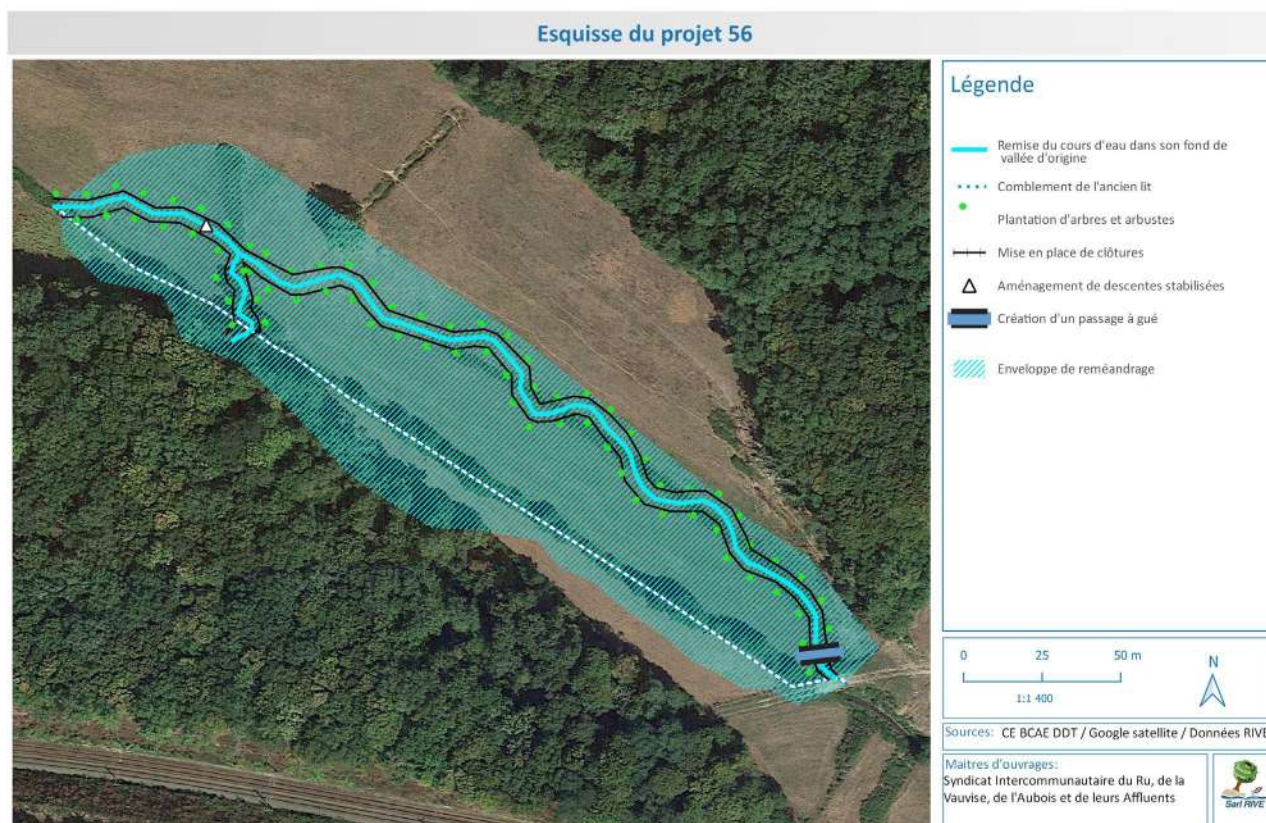 Esquisse du projet 56
Légende
Remise du cours d'eau dans son fond de
vallée d'origine
Comblement de l'ancien lit
Plantation d'arbres et arbustes
Mise en place de clôtures
Aménagement de descentes stabilisées
Création d'un passage à gué
Enveloppe de reméandrage
0 25 50 m
N
1:1 400
Sources: CE BCAE DDT / Google satellite / Données RIVE
Maitres d'ouvrages:
Syndicat Intercommunautaire du Ru, de la
Vauvise, de l'Aubois et de leurs Affluents
Sarl RIVE